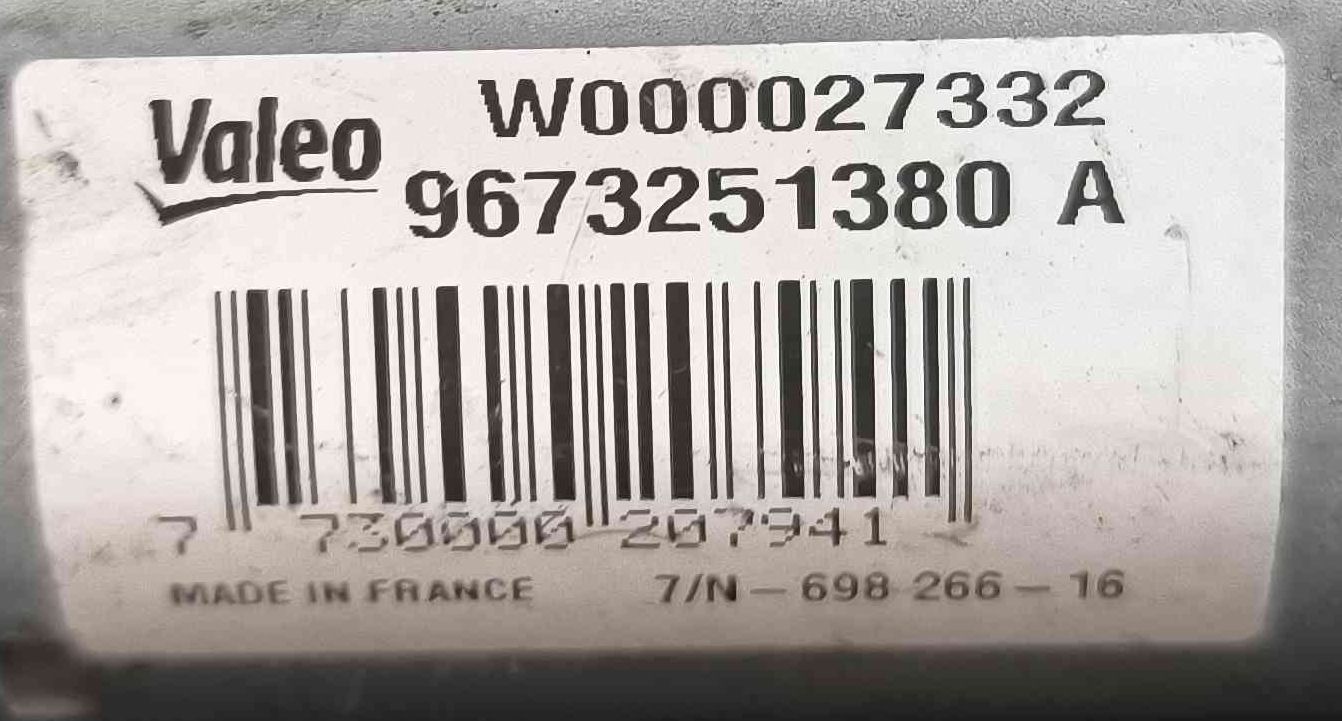 Valeo
W000027332
9673251380 A
7 730000 207941
MADE IN FRANCE 7/N – 698 266 – 16